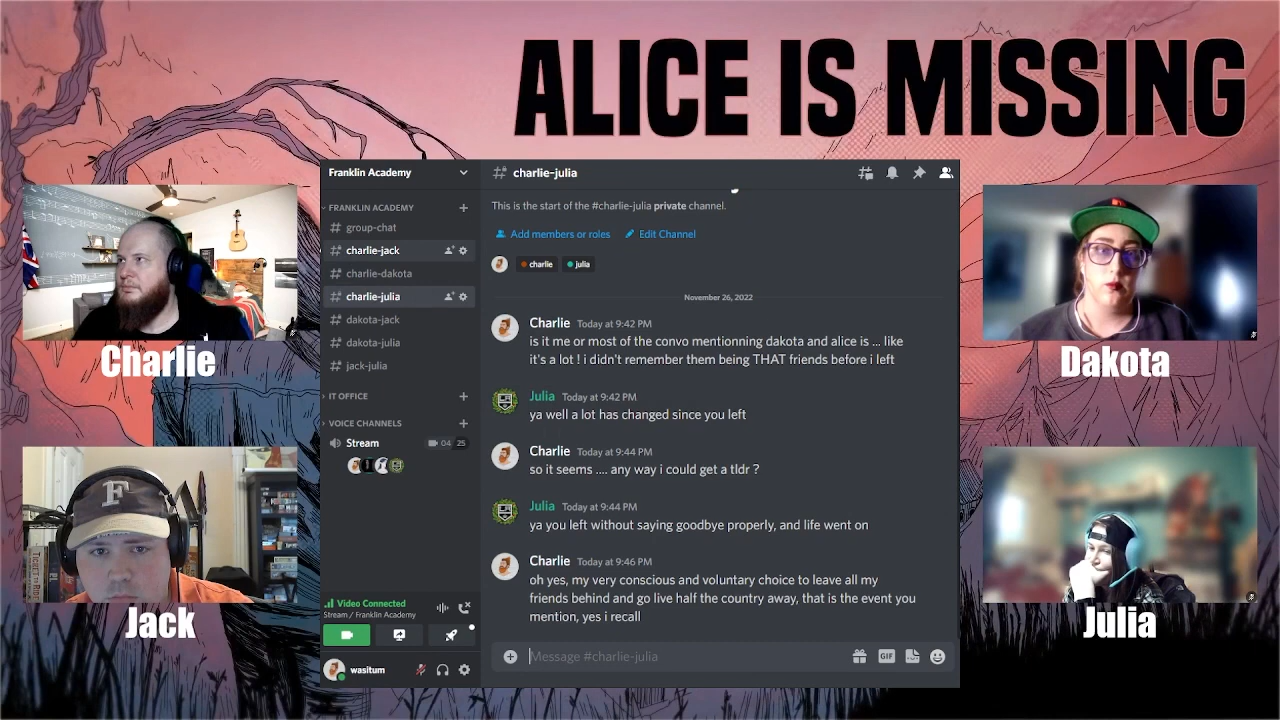 ALICE IS MISSING
Franklin Academy
# charlie-julia
FRANKLIN ACADEMY
# group-chat
# charlie-jack
# charlie-dakota
# charlie-julia
# dakota-jack
# dakota-julia
# jack-julia
IT OFFICE
VOICE CHANNELS
Stream
04 25
Video Connected
Stream / Franklin Academy
wasitum
This is the start of the #charlie-julia private channel.
Add members or roles
Edit Channel
charlie
julia
November 26, 2022
Charlie Today at 9:42 PM
is it me or most of the convo mentionning dakota and alice is ... like
it's a lot ! i didn't remember them being THAT friends before i left
Julia Today at 9:42 PM
ya well a lot has changed since you left
Charlie Today at 9:44 PM
so it seems .... any way i could get a tldr ?
Julia Today at 9:44 PM
ya you left without saying goodbye properly, and life went on
Charlie Today at 9:46 PM
oh yes, my very conscious and voluntary choice to leave all my
friends behind and go live half the country away, that is the event you
mention, yes i recall
Message #charlie-julia
GIF
Charlie
Dakota
F
TICKET TO RIDE
Jack
Julia